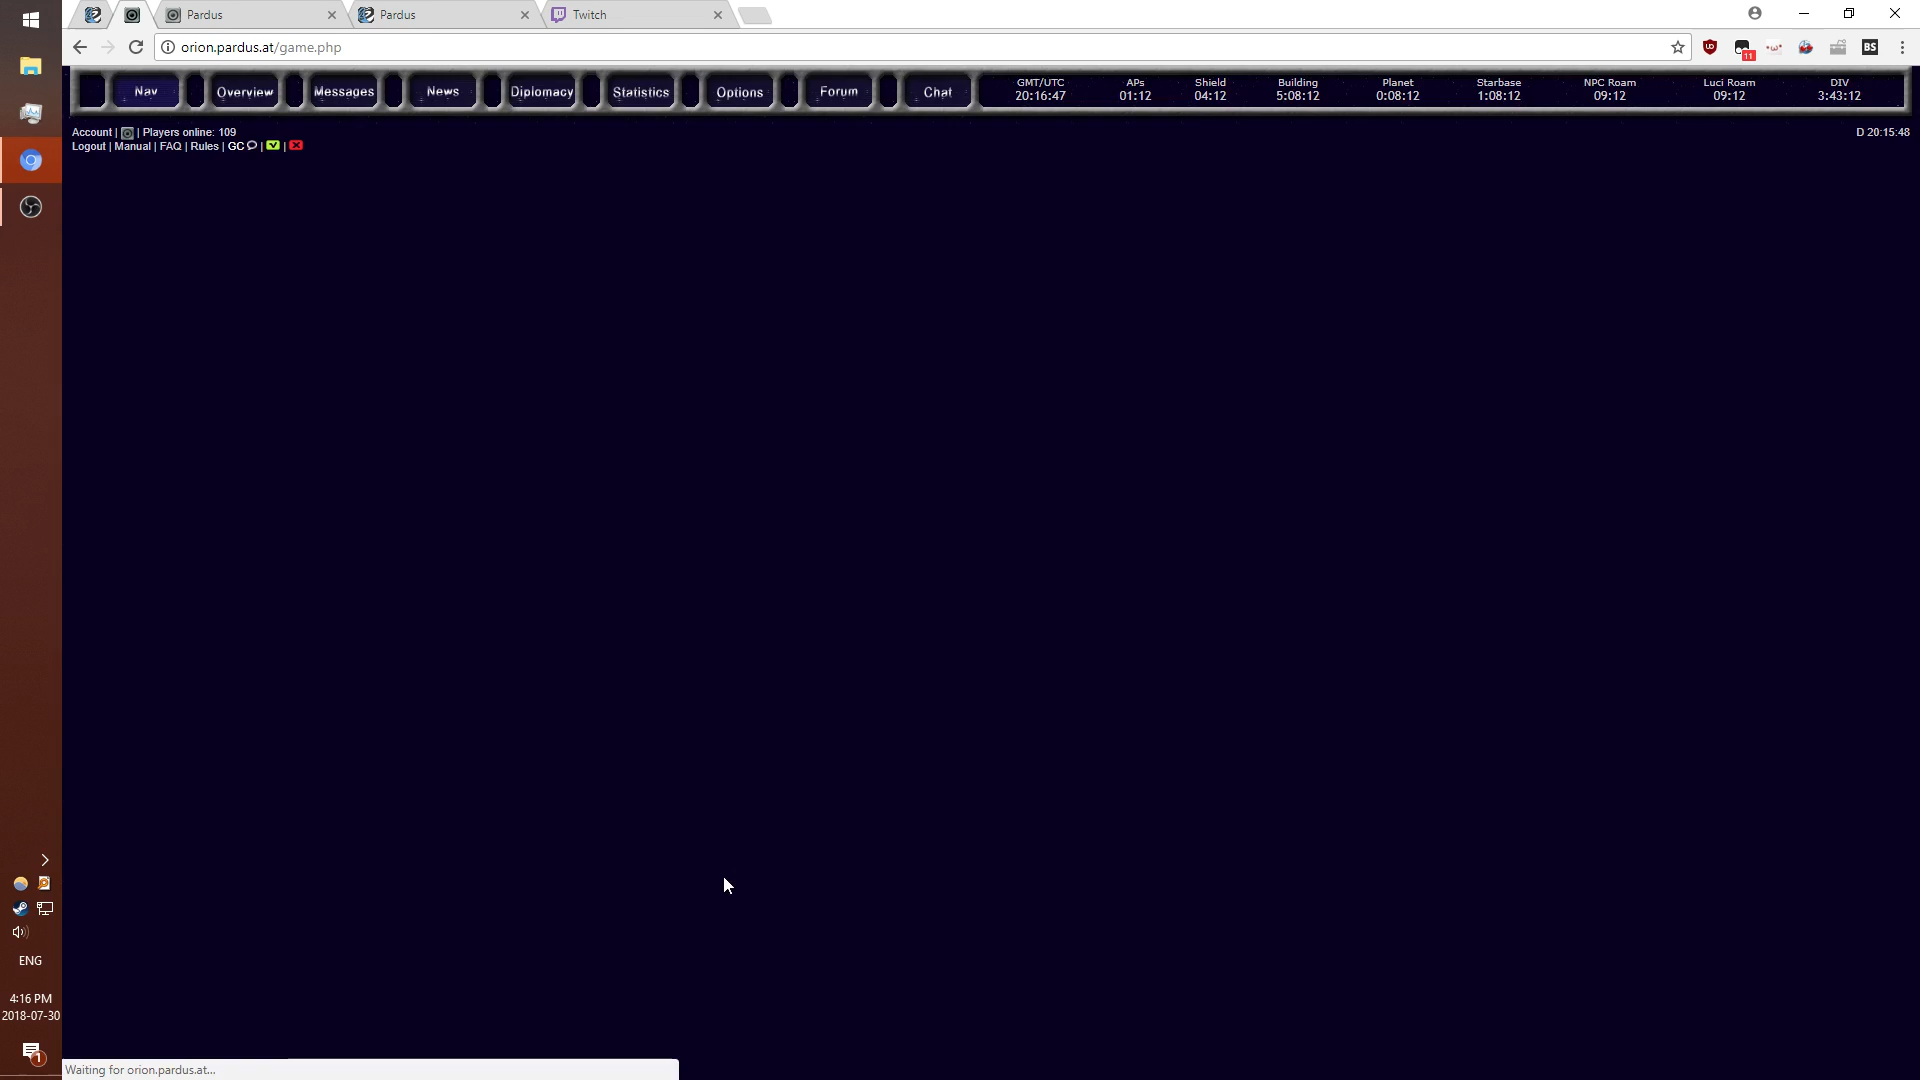 Pardus
Pardus
Twitch
orion.pardus.at/game.php
11
BS
Nav
Overview
Messages
News
Diplomacy
Statistics
Options
Forum
Chat
GMT/UTC
20:16:47
APs
01:12
Shield
04:12
Building
5:08:12
Planet
0:08:12
Starbase
1:08:12
NPC Roam
09:12
Luci Roam
09:12
DIV
3:43:12
Account | | Players online: 109
D 20:15:48
Logout | Manual | FAQ | Rules | GC | |
ENG
4:16 PM
2018-07-30
1
Waiting for orion.pardus.at...